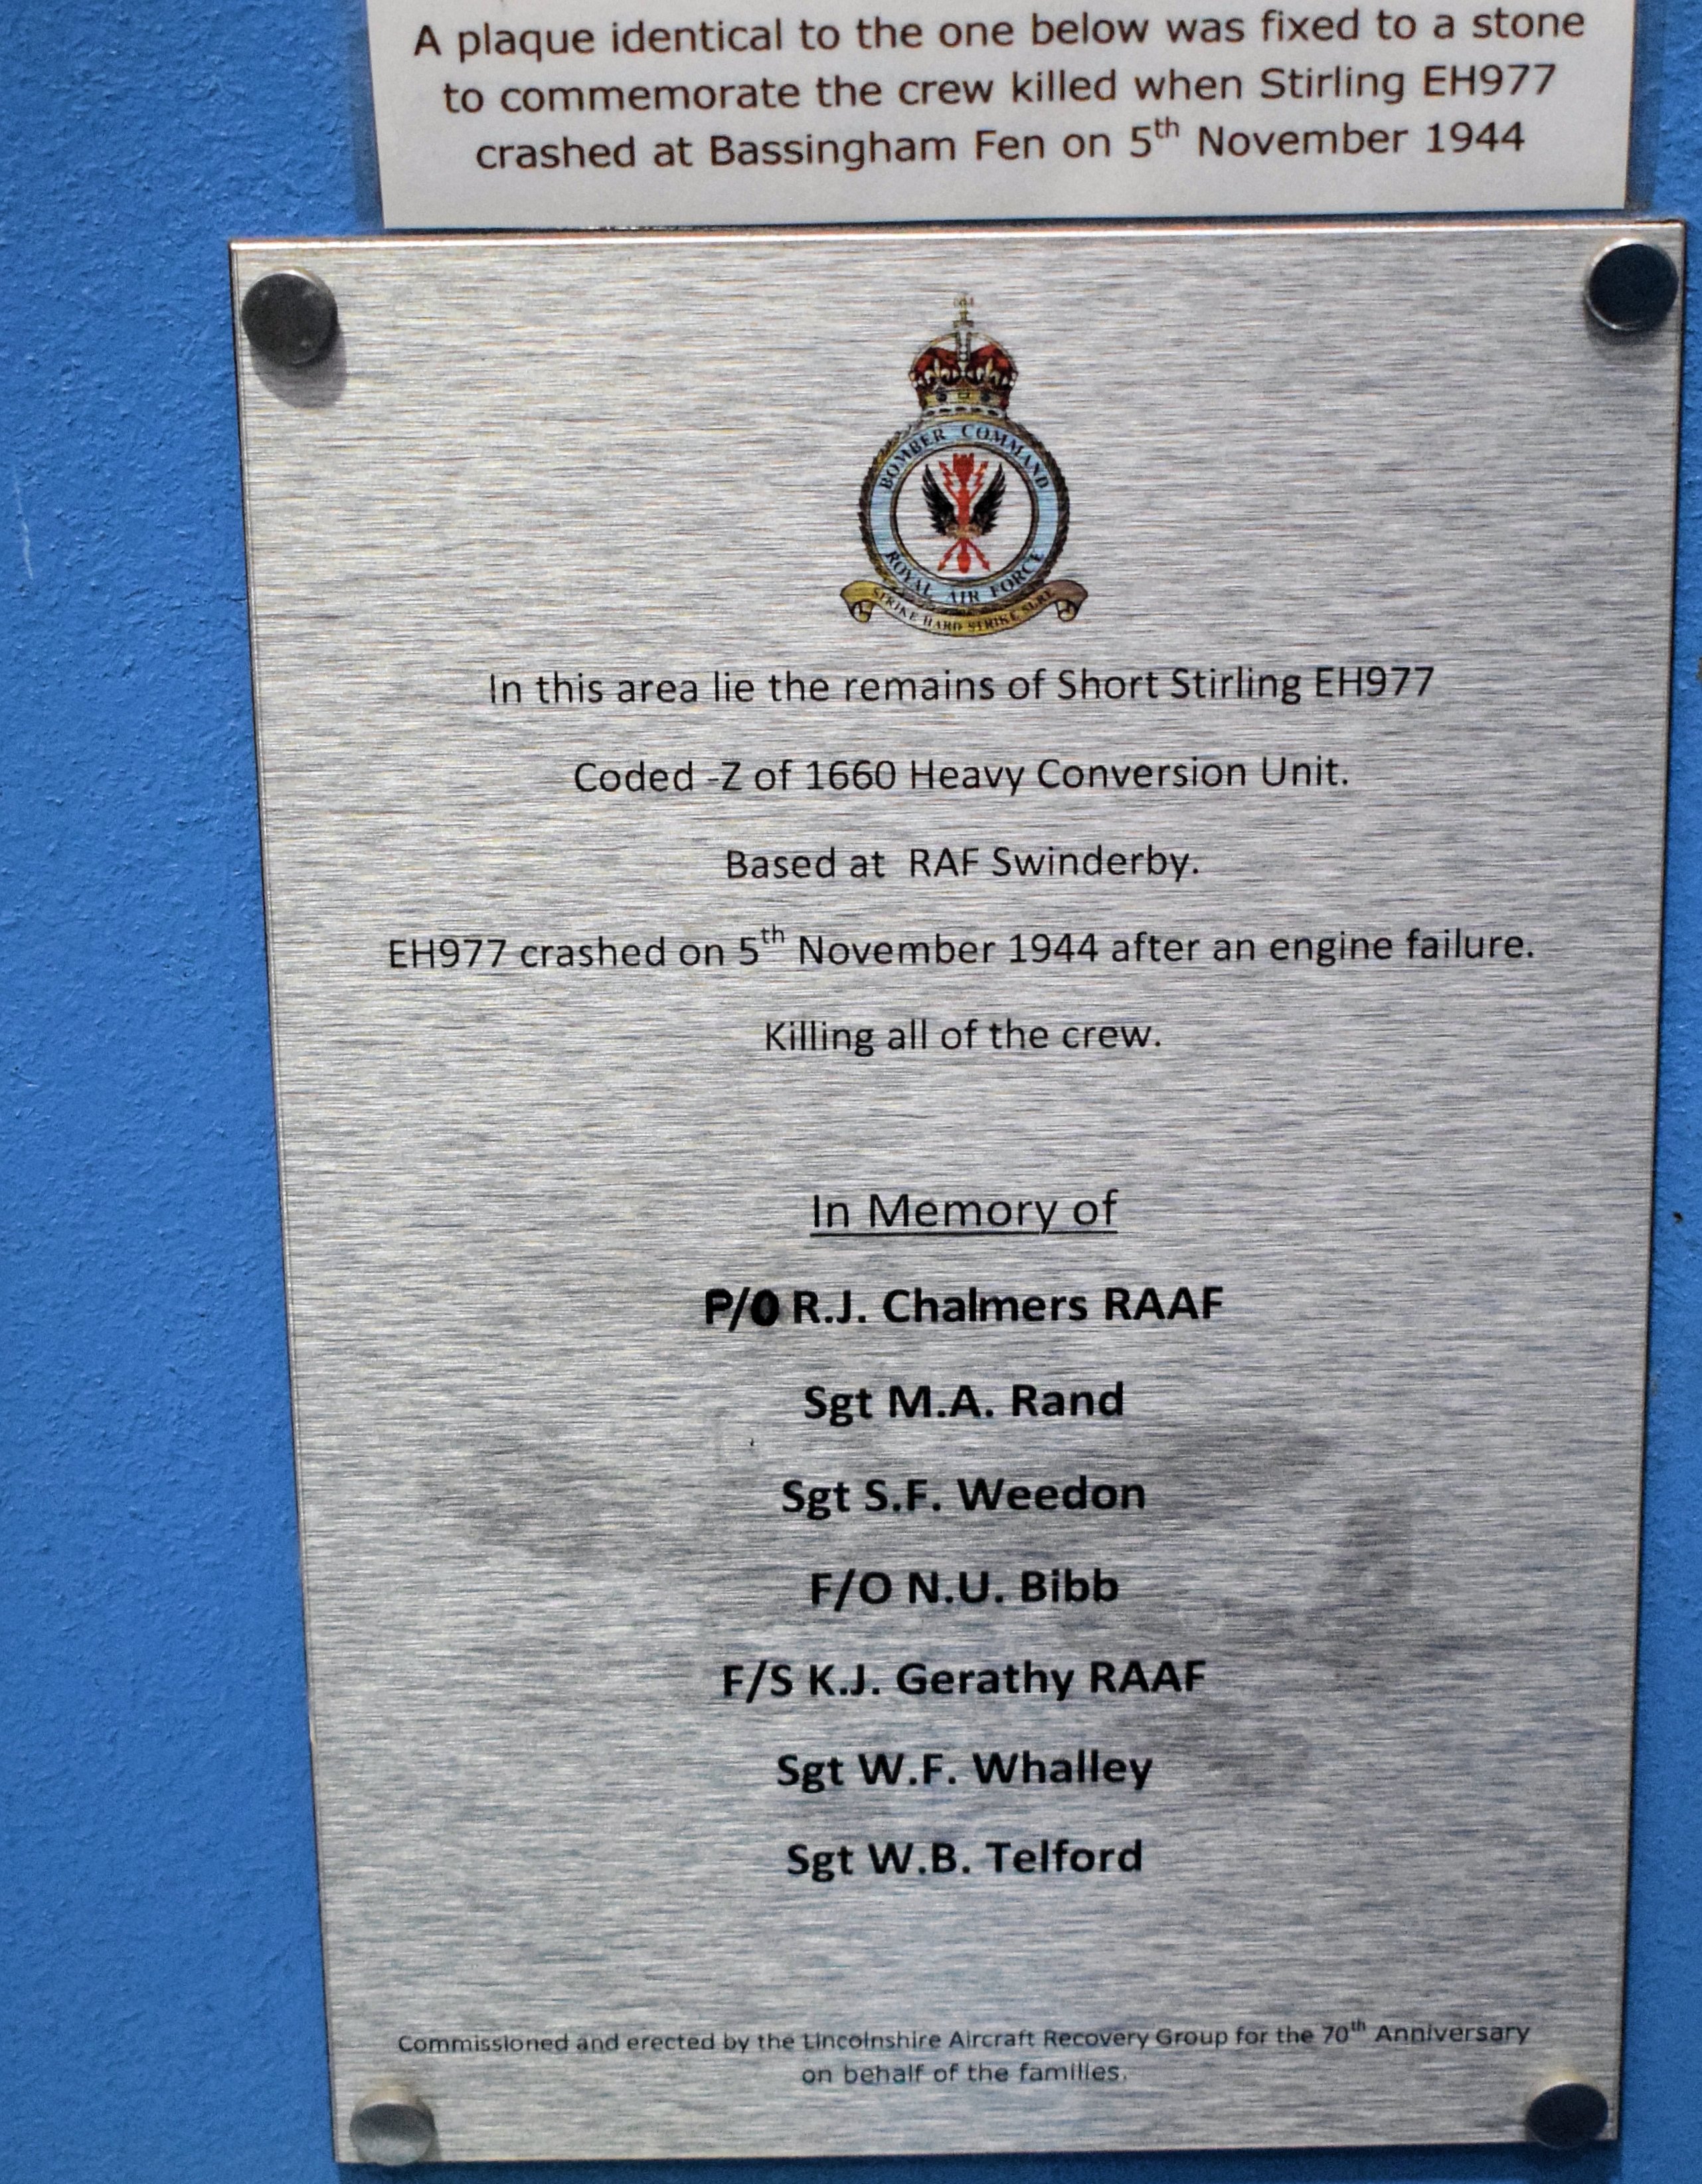 A plaque identical to the one below was fixed to a stone
to commemorate the crew killed when Stirling EH977
crashed at Bassingham Fen on 5th November 1944
BOMBER COMMAND
ROYAL AIR FORCE
STRIKE HARD STRIKE SURE
In this area lie the remains of Short Stirling EH977
Coded -Z of 1660 Heavy Conversion Unit.
Based at RAF Swinderby.
EH977 crashed on 5th November 1944 after an engine failure.
Killing all of the crew.
In Memory of
P/O R.J. Chalmers RAAF
Sgt M.A. Rand
Sgt S.F. Weedon
F/O N.U. Bibb
F/S K.J. Gerathy RAAF
Sgt W.F. Whalley
Sgt W.B. Telford
Commissioned and erected by the Lincolnshire Aircraft Recovery Group for the 70th Anniversary
on behalf of the families.